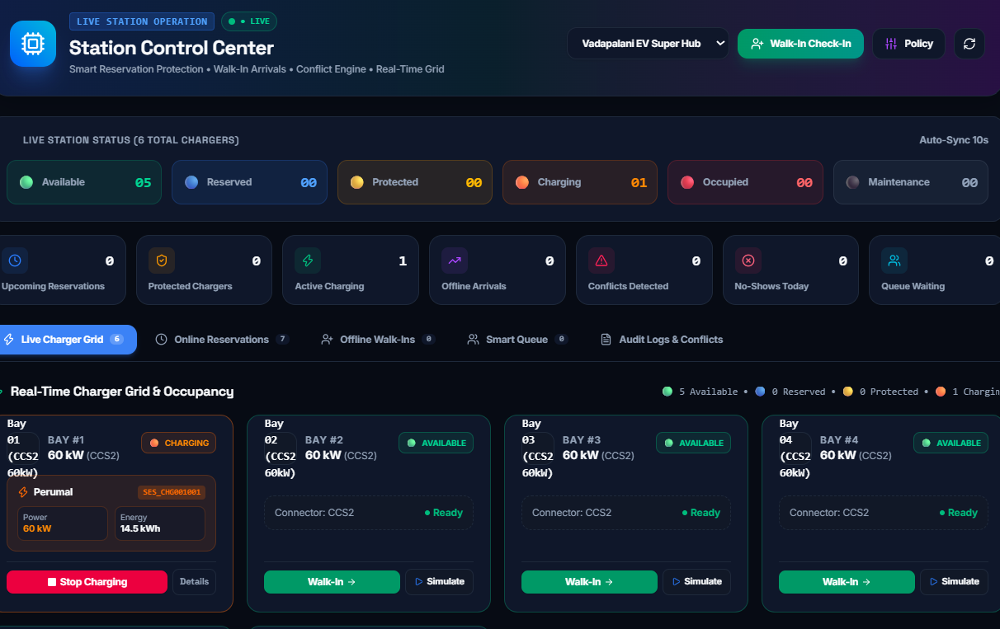 LIVE STATION OPERATION
LIVE
Station Control Center
Smart Reservation Protection • Walk-In Arrivals • Conflict Engine • Real-Time Grid
Vadapalani EV Super Hub
Walk-In Check-In
Policy
LIVE STATION STATUS (6 TOTAL CHARGERS)
Auto-Sync 10s
Available 05
Reserved 00
Protected 00
Charging 01
Occupied 00
Maintenance 00
0
Upcoming Reservations
0
Protected Chargers
1
Active Charging
0
Offline Arrivals
0
Conflicts Detected
0
No-Shows Today
0
Queue Waiting
Live Charger Grid 6
Online Reservations 7
Offline Walk-Ins 0
Smart Queue 0
Audit Logs & Conflicts
Real-Time Charger Grid & Occupancy
5 Available • 0 Reserved • 0 Protected • 1 Chargin
Bay
01
(CCS2
60kW)
BAY #1
60 kW (CCS2)
CHARGING
Perumal
SES_CHG001001
Power
60 kW
Energy
14.5 kWh
Stop Charging
Details
Bay
02
(CCS2
60kW)
BAY #2
60 kW (CCS2)
AVAILABLE
Connector: CCS2
Ready
Walk-In →
Simulate
Bay
03
(CCS2
60kW)
BAY #3
60 kW (CCS2)
AVAILABLE
Connector: CCS2
Ready
Walk-In →
Simulate
Bay
04
(CCS2
60kW)
BAY #4
60 kW (CCS2)
AVAILABLE
Connector: CCS2
Ready
Walk-In →
Simulate